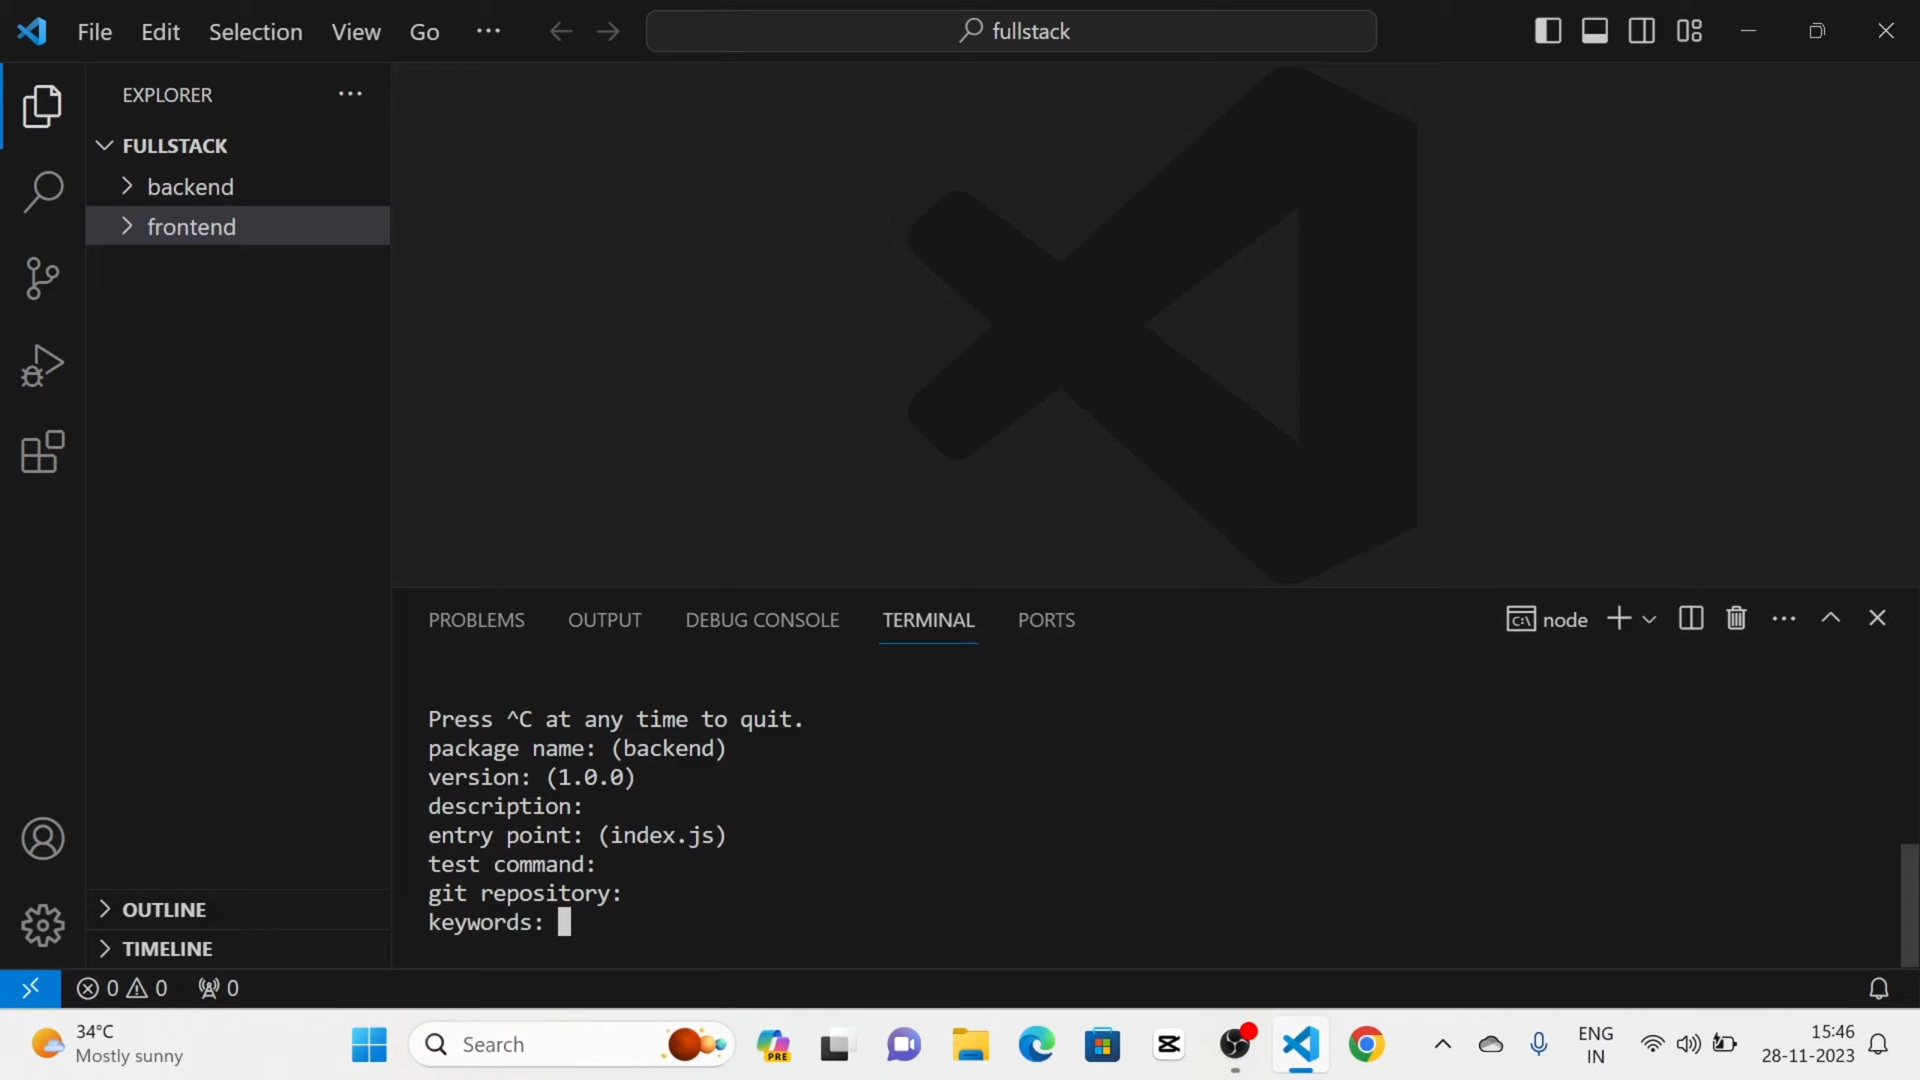 File Edit Selection View Go ···
fullstack
EXPLORER
FULLSTACK
backend
frontend
OUTLINE
TIMELINE
PROBLEMS OUTPUT DEBUG CONSOLE TERMINAL PORTS
node
Press ^C at any time to quit.
package name: (backend)
version: (1.0.0)
description:
entry point: (index.js)
test command:
git repository:
keywords:
0 0 0
34°C
Mostly sunny
Search
PRE
ENG
IN
15:46
28-11-2023